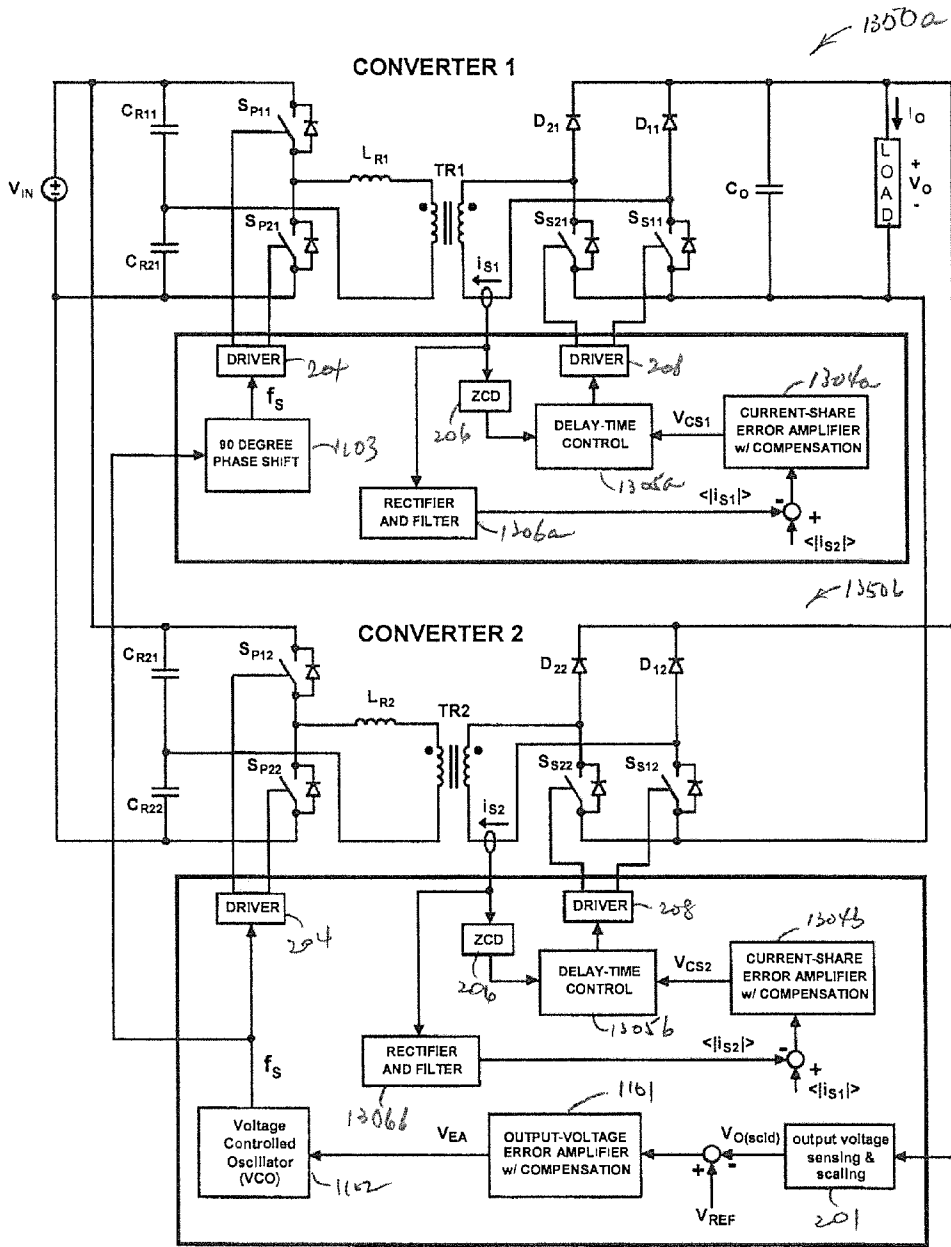 1350a
CONVERTER 1
CR11
SP11
D21
D11
IO
LR1
TR1
LOAD
+
VO
-
VIN
±
CO
SP21
SS21
SS11
CR21
iS1
DRIVER
204
DRIVER
208
1304a
fS
ZCD
206
DELAY-TIME CONTROL
VCS1
CURRENT-SHARE ERROR AMPLIFIER w/ COMPENSATION
90 DEGREE PHASE SHIFT
1103
1305a
RECTIFIER AND FILTER
1306a
<|iS1|>
-
+
<|iS2|>
1350b
CONVERTER 2
CR21
SP12
D22
D12
LR2
TR2
SP22
SS22
SS12
CR22
iS2
DRIVER
204
DRIVER
208
1304b
ZCD
206
DELAY-TIME CONTROL
VCS2
CURRENT-SHARE ERROR AMPLIFIER w/ COMPENSATION
1305b
fS
RECTIFIER AND FILTER
1306b
<|iS2|>
-
+
<|iS1|>
1101
Voltage Controlled Oscillator (VCO)
1102
VEA
OUTPUT-VOLTAGE ERROR AMPLIFIER w/ COMPENSATION
VO(scld)
+
-
VREF
output voltage sensing & scaling
201